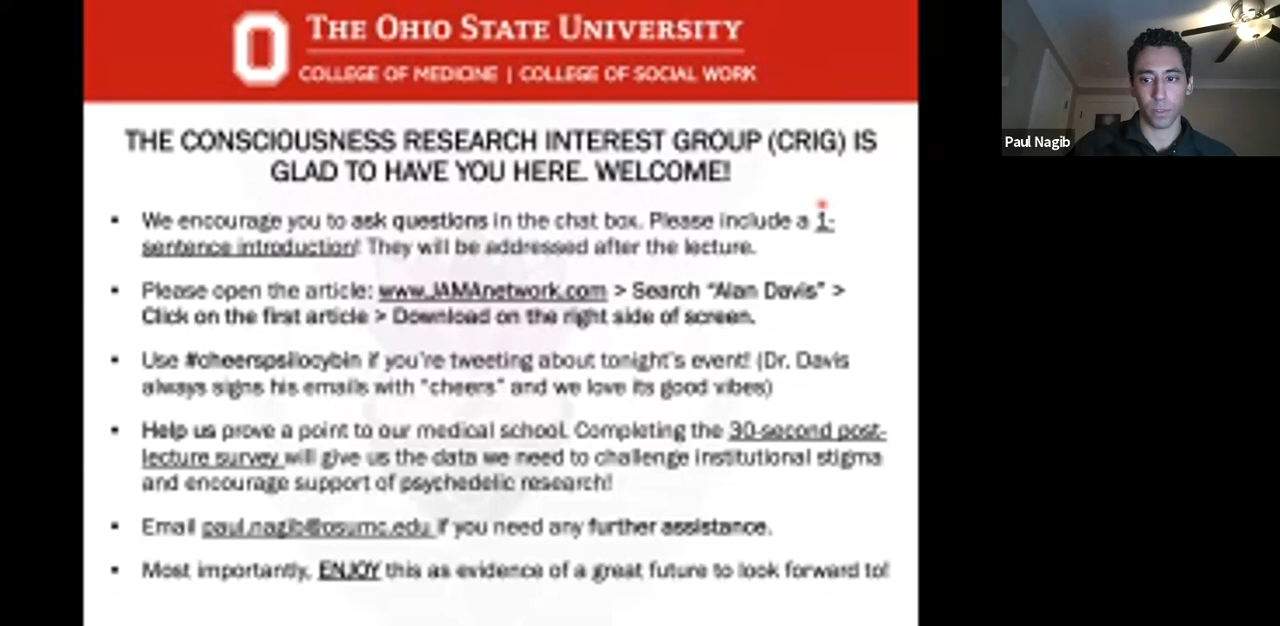 THE OHIO STATE UNIVERSITY
COLLEGE OF MEDICINE | COLLEGE OF SOCIAL WORK
THE CONSCIOUSNESS RESEARCH INTEREST GROUP (CRIG) IS
GLAD TO HAVE YOU HERE. WELCOME!
▪ We encourage you to ask questions in the chat box. Please include a 1-
sentence introduction! They will be addressed after the lecture.
▪ Please open the article: www.JAMAnetwork.com > Search "Alan Davis" >
Click on the first article > Download on the right side of screen.
▪ Use #cheerspsilocybin if you're tweeting about tonight's event! (Dr. Davis
always signs his emails with "cheers" and we love its good vibes)
▪ Help us prove a point to our medical school. Completing the 30-second post-
lecture survey will give us the data we need to challenge institutional stigma
and encourage support of psychedelic research!
▪ Email paul.nagib@osumc.edu if you need any further assistance.
▪ Most importantly, ENJOY this as evidence of a great future to look forward to!
Paul Nagib